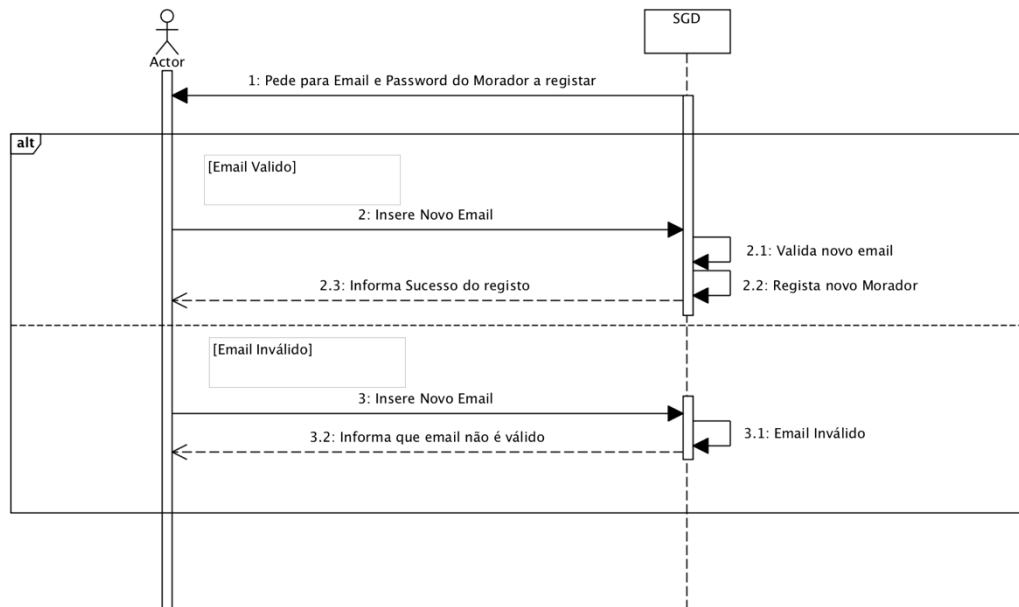 SGD
Actor
1: Pede para Email e Password do Morador a registar
alt
[Email Valido]
2: Insere Novo Email
2.1: Valida novo email
2.3: Informa Sucesso do registo
2.2: Regista novo Morador
[Email Inválido]
3: Insere Novo Email
3.1: Email Inválido
3.2: Informa que email não é válido